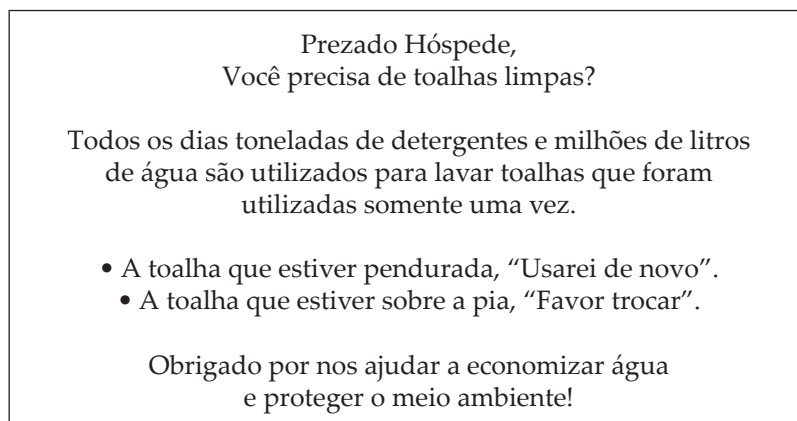 Prezado Hóspede,
Você precisa de toalhas limpas?
Todos os dias toneladas de detergentes e milhões de litros
de água são utilizados para lavar toalhas que foram
utilizadas somente uma vez.
• A toalha que estiver pendurada, “Usarei de novo”.
• A toalha que estiver sobre a pia, “Favor trocar”.
Obrigado por nos ajudar a economizar água
e proteger o meio ambiente!